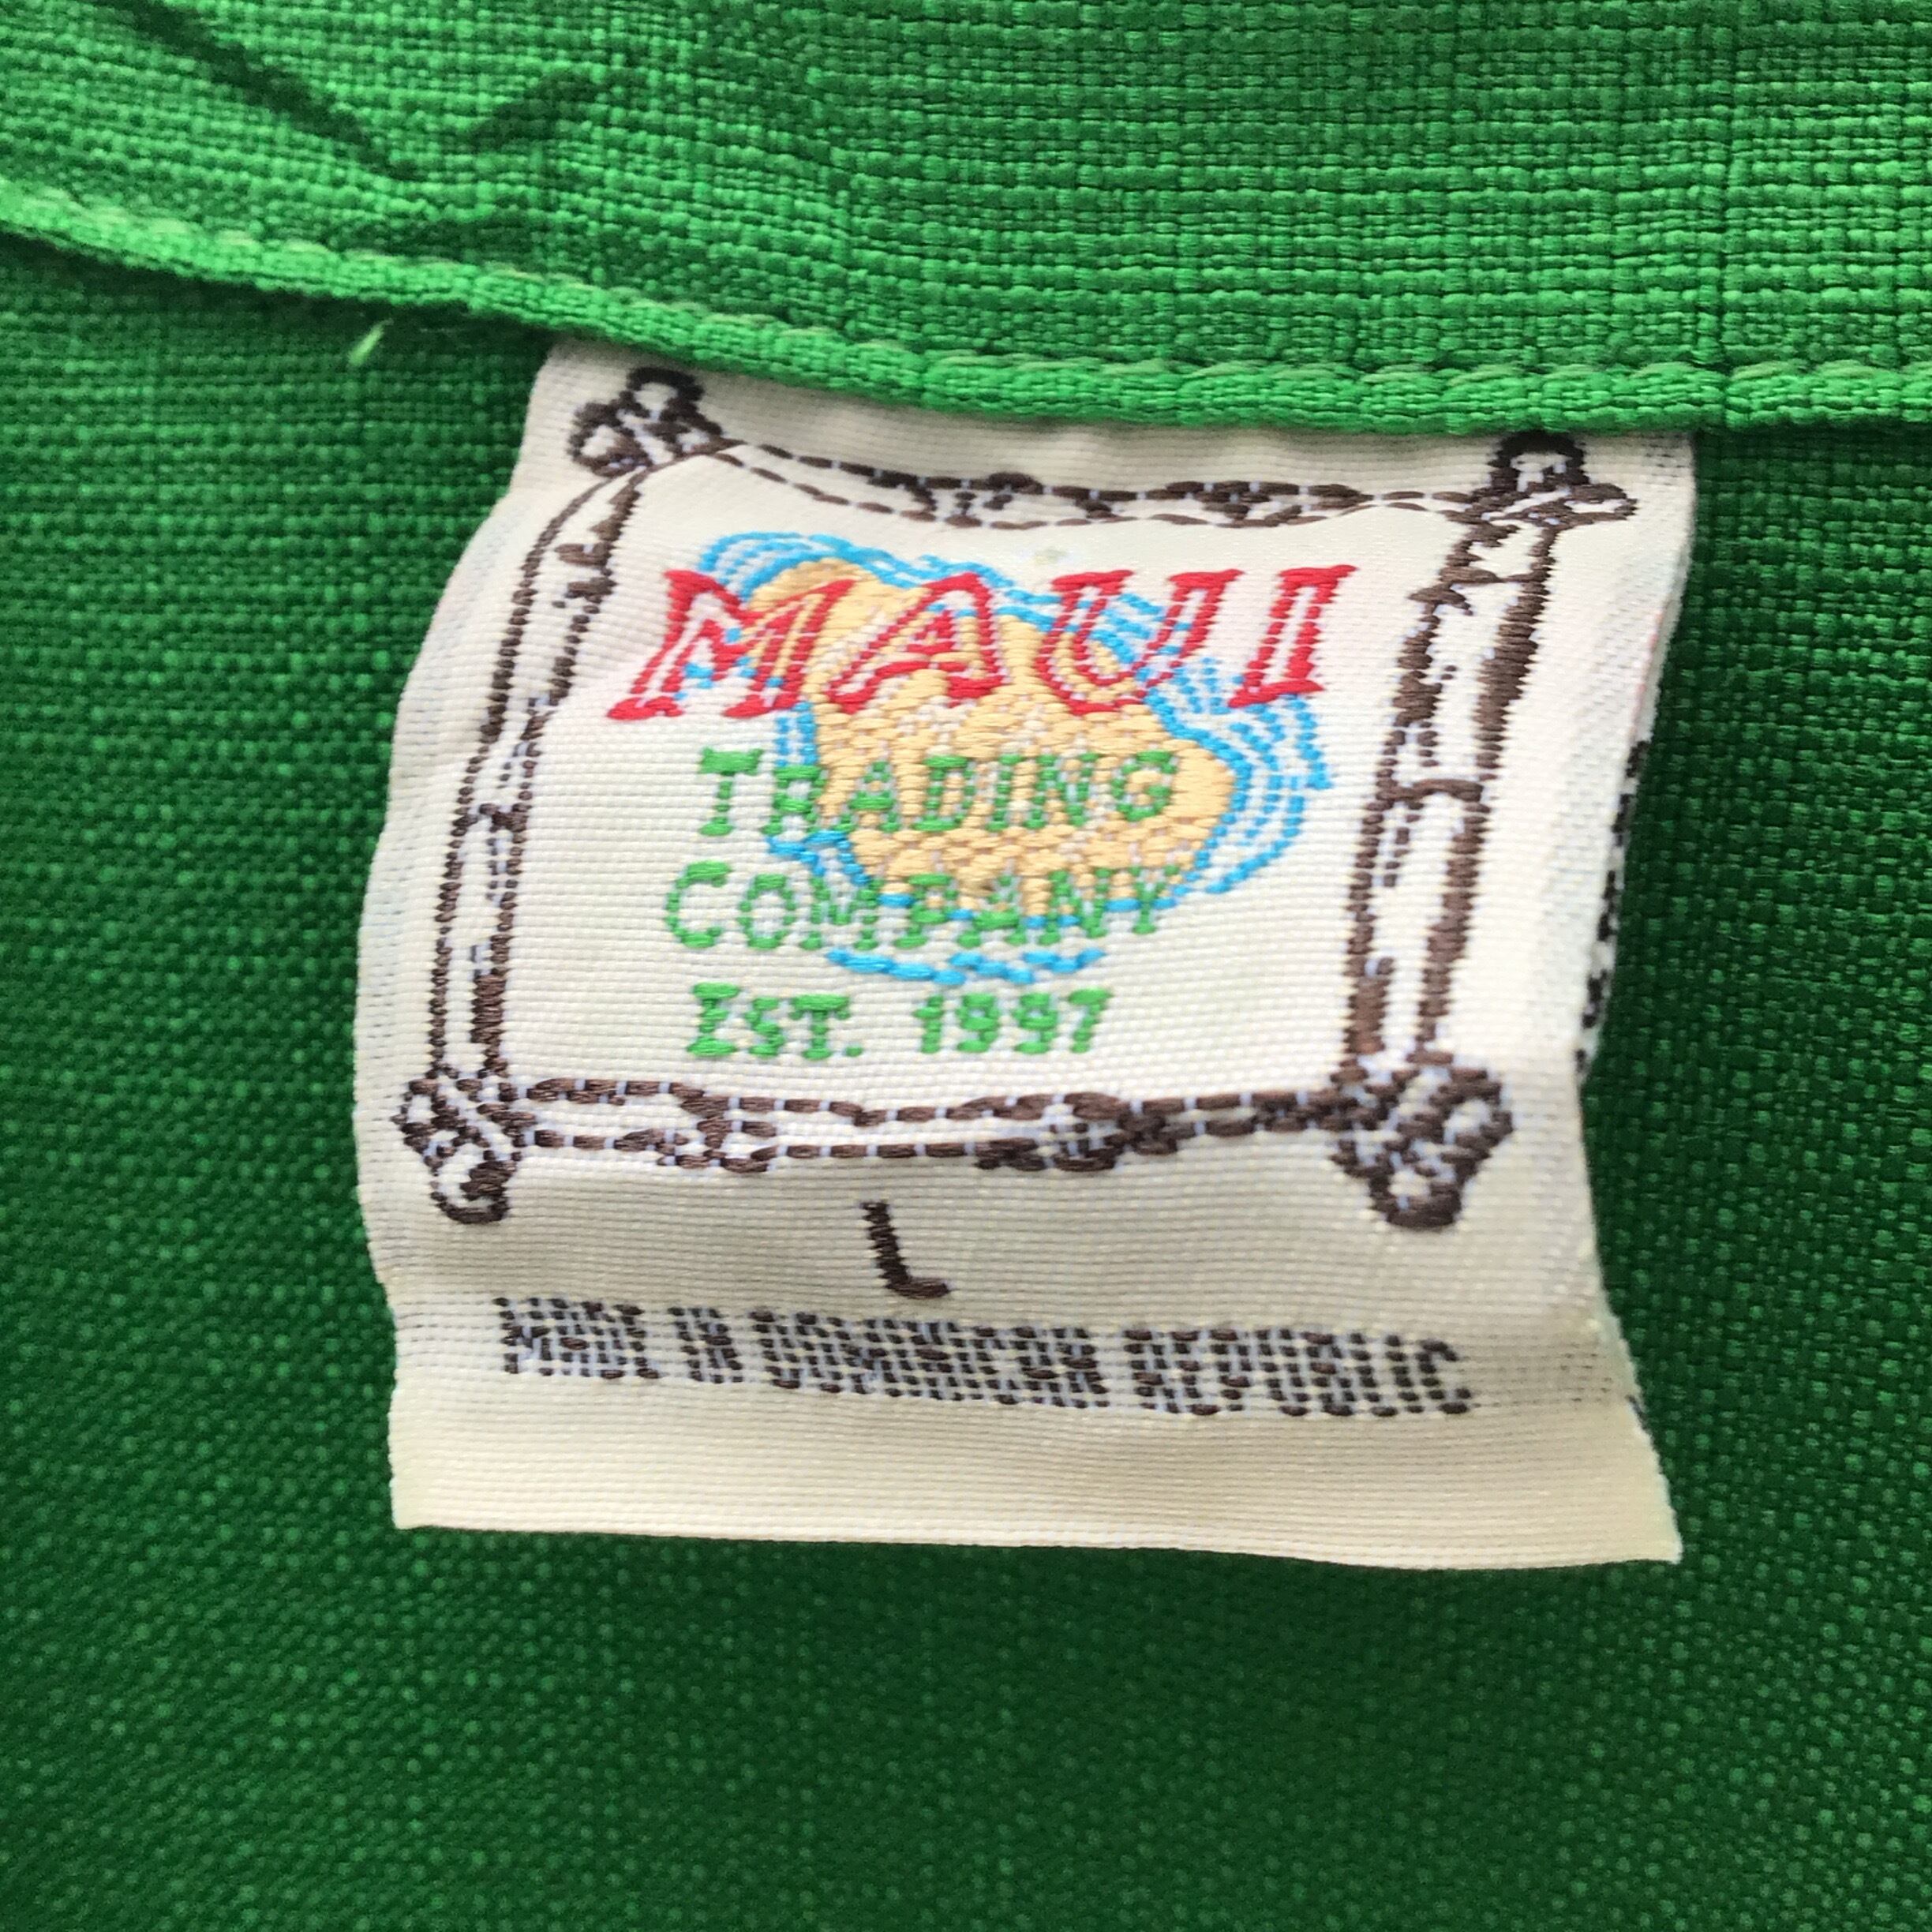 MAUI
TRADING
COMPANY
EST. 1997
L
MADE IN DOMINICAN REPUBLIC